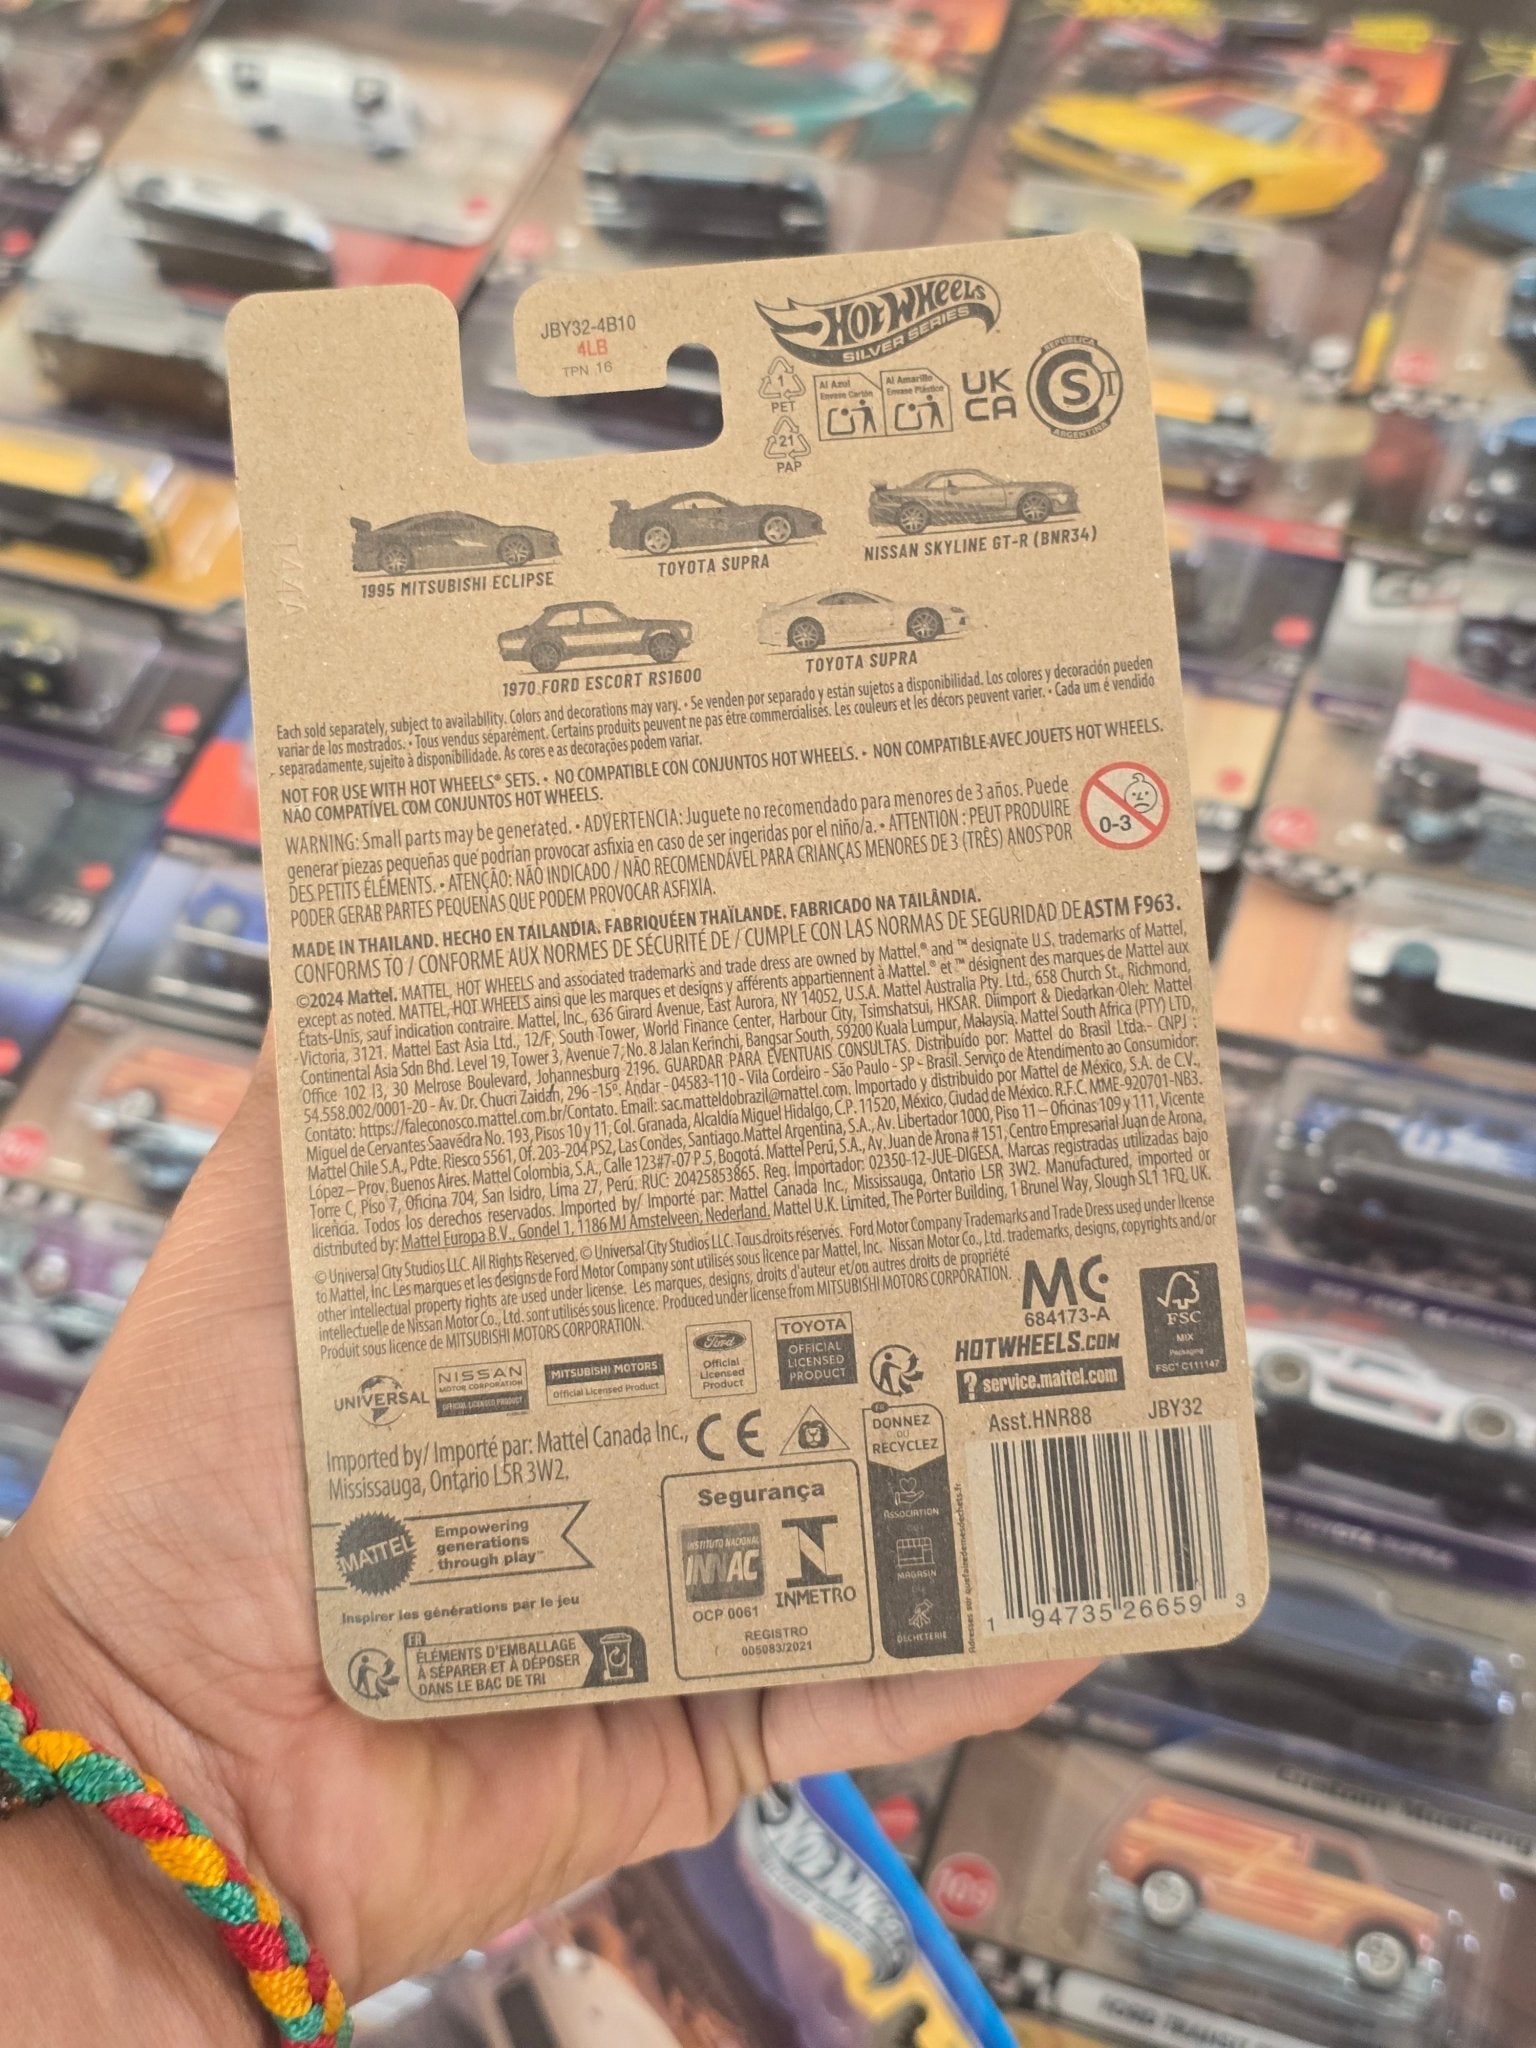 JBY32-4B10
4LB
TPN 16
HOT WHEELS
SILVER SERIES
1
PET
21
PAP
Al Azul
Envase Cartón
Al Amarillo
Envase Plástico
UK
CA
REPUBLICA
S
ARGENTINA
1995 MITSUBISHI ECLIPSE
TOYOTA SUPRA
NISSAN SKYLINE GT-R (BNR34)
1970 FORD ESCORT RS1600
TOYOTA SUPRA
Each sold separately, subject to availability. Colors and decorations may vary. • Se venden por separado y están sujetos a disponibilidad. Los colores y decoración pueden
variar de los mostrados. • Tous vendus séparément. Certains produits peuvent ne pas être commercialisés. Les couleurs et les décors peuvent varier. • Cada um é vendido
separadamente, sujeito à disponibilidade. As cores e as decorações podem variar.
NOT FOR USE WITH HOT WHEELS® SETS. • NO COMPATIBLE CON CONJUNTOS HOT WHEELS. • NON COMPATIBLE AVEC JOUETS HOT WHEELS.
NÃO COMPATÍVEL COM CONJUNTOS HOT WHEELS.
WARNING: Small parts may be generated. • ADVERTENCIA: Juguete no recomendado para menores de 3 años. Puede
generar piezas pequeñas que podrían provocar asfixia en caso de ser ingeridas por el niño/a. • ATTENTION : PEUT PRODUIRE
DES PETITS ÉLÉMENTS. • ATENÇÃO: NÃO INDICADO / NÃO RECOMENDÁVEL PARA CRIANÇAS MENORES DE 3 (TRÊS) ANOS POR
PODER GERAR PARTES PEQUENAS QUE PODEM PROVOCAR ASFIXIA.
0-3
MADE IN THAILAND. HECHO EN TAILANDIA. FABRIQUÉ EN THAÏLANDE. FABRICADO NA TAILÂNDIA.
CONFORMS TO / CONFORME AUX NORMES DE SÉCURITÉ DE / CUMPLE CON LAS NORMAS DE SEGURIDAD DE ASTM F963.
©2024 Mattel. MATTEL, HOT WHEELS and associated trademarks and trade dress are owned by Mattel.® and ™ designate U.S. trademarks of Mattel,
except as noted. MATTEL, HOT WHEELS ainsi que les marques et designs y afférents appartiennent à Mattel.® et ™ désignent des marques de Mattel aux
États-Unis, sauf indication contraire. Mattel, Inc., 636 Girard Avenue, East Aurora, NY 14052, U.S.A. Mattel Australia Pty. Ltd., 658 Church St., Richmond,
Victoria, 3121. Mattel East Asia Ltd., 12/F, South Tower, World Finance Center, Harbour City, Tsimshatsui, HKSAR. Diimport & Diedarkan Oleh: Mattel
Continental Asia Sdn Bhd. Level 19, Tower 3, Avenue 7, No. 8 Jalan Kerinchi, Bangsar South, 59200 Kuala Lumpur, Malaysia. Mattel South Africa (PTY) LTD,
Office 102 I3, 30 Melrose Boulevard, Johannesburg 2196. GUARDAR PARA EVENTUAIS CONSULTAS. Distribuído por: Mattel do Brasil Ltda.- CNPJ :
54.558.002/0001-20 - Av. Dr. Chucri Zaidan, 296 -15º. Andar - 04583-110 - Vila Cordeiro - São Paulo - SP - Brasil. Serviço de Atendimento ao Consumidor:
Contato: https://faleconosco.mattel.com.br/Contato. Email: sac.matteldobrazil@mattel.com. Importado y distribuido por Mattel de México, S.A. de C.V.,
Miguel de Cervantes Saavedra No. 193, Pisos 10 y 11, Col. Granada, Alcaldía Miguel Hidalgo, C.P. 11520, México, Ciudad de México. R.F.C. MME-920701-NB3.
Mattel Chile S.A., Pdte. Riesco 5561, Of. 203-204 PS2, Las Condes, Santiago. Mattel Argentina, S.A., Av. Libertador 1000, Piso 11 – Oficinas 109 y 111, Vicente
López – Prov. Buenos Aires. Mattel Colombia, S.A., Calle 123#7-07 P.5, Bogotá. Mattel Perú, S.A., Av. Juan de Arona # 151, Centro Empresarial Juan de Arona,
Torre C, Piso 7, Oficina 704, San Isidro, Lima 27, Perú. RUC: 20425853865. Reg. Importador: 02350-12-JUE-DIGESA. Marcas registradas utilizadas bajo
licencia. Todos los derechos reservados. Imported by/ Importé par: Mattel Canada Inc., Mississauga, Ontario L5R 3W2. Manufactured, imported or
distributed by: Mattel Europa B.V., Gondel 1, 1186 MJ Amstelveen, Nederland. Mattel U.K. Limited, The Porter Building, 1 Brunel Way, Slough SL1 1FQ, UK.
© Universal City Studios LLC. All Rights Reserved. © Universal City Studios LLC. Tous droits réservés. Ford Motor Company Trademarks and Trade Dress used under license
to Mattel, Inc. Les marques et les designs de Ford Motor Company sont utilisés sous licence par Mattel, Inc. Nissan Motor Co., Ltd. trademarks, designs, copyrights and/or
other intellectual property rights are used under license. Les marques, designs, droits d'auteur et/ou autres droits de propriété
intellectuelle de Nissan Motor Co., Ltd. sont utilisés sous licence. Produced under license from MITSUBISHI MOTORS CORPORATION.
Produit sous licence de MITSUBISHI MOTORS CORPORATION.
MC
684173-A
FSC
MIX
Packaging
FSC® C111147
UNIVERSAL
NISSAN
MOTOR CORPORATION
OFFICIAL LICENSED PRODUCT
MITSUBISHI MOTORS
Official Licensed Product
Ford
Official
Licensed
Product
TOYOTA
OFFICIAL
LICENSED
PRODUCT
HOTWHEELS.COM
? service.mattel.com
Imported by/ Importé par: Mattel Canada Inc.,
Mississauga, Ontario L5R 3W2.
CE
FR
DONNEZ
OU
RECYCLEZ
ASSOCIATION
MAGASIN
DÉCHÈTERIE
Adresses sur quefairedemesdechets.fr
Asst.HNR88
JBY32
1 94735 26659 3
MATTEL
Empowering
generations
through play™
Inspirer les générations par le jeu
FR
ÉLÉMENTS D'EMBALLAGE
À SÉPARER ET À DÉPOSER
DANS LE BAC DE TRI
Segurança
INSTITUTO NACIONAL
INNAC
OCP 0061
INMETRO
REGISTRO
005083/2021
HOT WHEELS